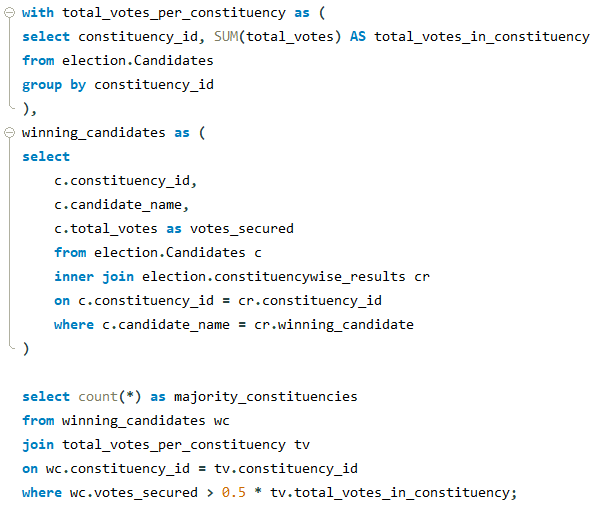 with total_votes_per_constituency as (
select constituency_id, SUM(total_votes) AS total_votes_in_constituency
from election.Candidates
group by constituency_id
),
winning_candidates as (
select
    c.constituency_id,
    c.candidate_name,
    c.total_votes as votes_secured
    from election.Candidates c
    inner join election.constituencywise_results cr
    on c.constituency_id = cr.constituency_id
    where c.candidate_name = cr.winning_candidate
)
select count(*) as majority_constituencies
from winning_candidates wc
join total_votes_per_constituency tv
on wc.constituency_id = tv.constituency_id
where wc.votes_secured > 0.5 * tv.total_votes_in_constituency;